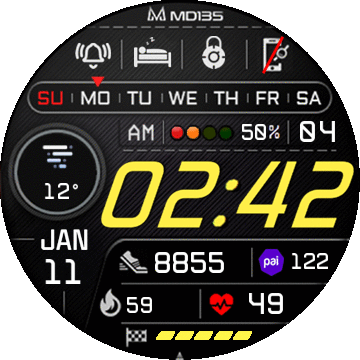 MD135
SU MO TU WE TH FR SA
AM 50% 04
02:42
12°
JAN
11
8855 pai 122
59 49